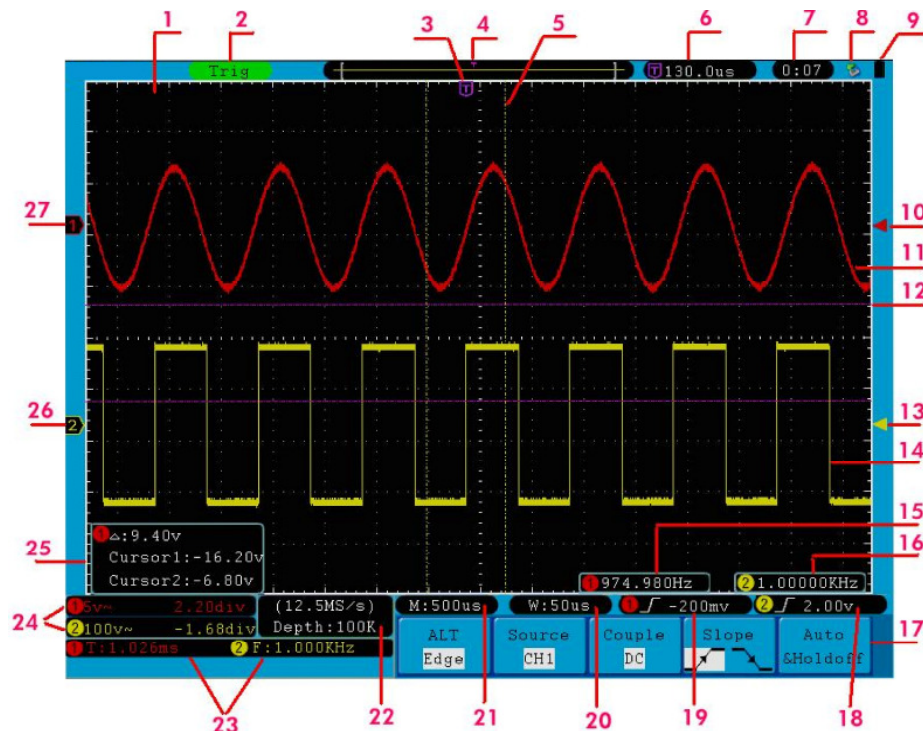 1 2 3 4 5 6 7 8 9
Trig T 130.0us 0:07
T
27 1 10
11
12
26 2 13
14
15
16
25 1 △:9.40v
Cursor1:-16.20v
Cursor2:-6.80v
1 974.980Hz 2 1.00000KHz
24 1 5v~ 2.20div (12.5MS/s) M:500us W:50us 1 -200mv 2 2.00v
2 100v~ -1.68div Depth:100K
1 T:1.026ms 2 F:1.000KHz
ALT Source Couple Slope Auto 17
Edge CH1 DC &Holdoff
23 22 21 20 19 18